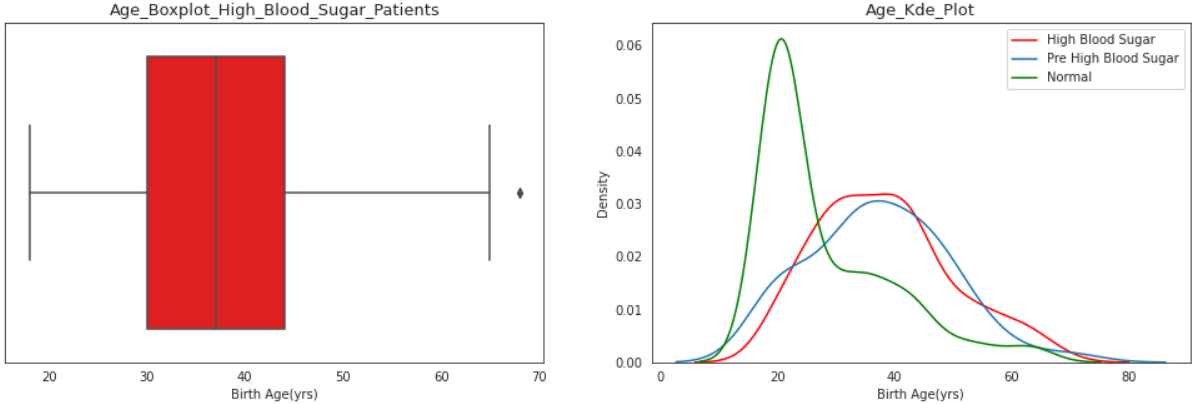 Age_Boxplot_High_Blood_Sugar_Patients
20 30 40 50 60 70
Birth Age(yrs)
Age_Kde_Plot
High Blood Sugar
Pre High Blood Sugar
Normal
0.06
0.05
0.04
0.03
0.02
0.01
0.00
Density
0 20 40 60 80
Birth Age(yrs)